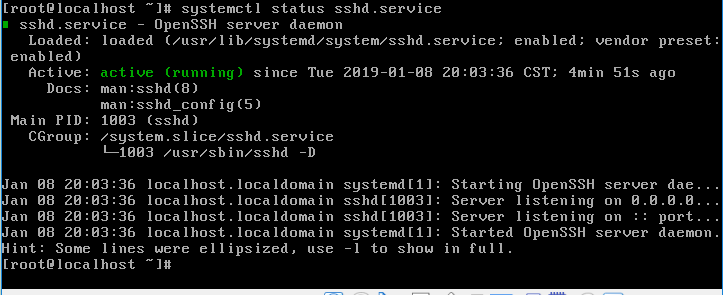 [root@localhost ~]# systemctl status sshd.service
sshd.service - OpenSSH server daemon
Loaded: loaded (/usr/lib/systemd/system/sshd.service; enabled; vendor preset:
enabled)
Active: active (running) since Tue 2019-01-08 20:03:36 CST; 4min 51s ago
Docs: man:sshd(8)
man:sshd_config(5)
Main PID: 1003 (sshd)
CGroup: /system.slice/sshd.service
└─1003 /usr/sbin/sshd -D
Jan 08 20:03:36 localhost.localdomain systemd[1]: Starting OpenSSH server dae...
Jan 08 20:03:36 localhost.localdomain sshd[1003]: Server listening on 0.0.0.0...
Jan 08 20:03:36 localhost.localdomain sshd[1003]: Server listening on :: port...
Jan 08 20:03:36 localhost.localdomain systemd[1]: Started OpenSSH server daemon.
Hint: Some lines were ellipsized, use -l to show in full.
[root@localhost ~]#